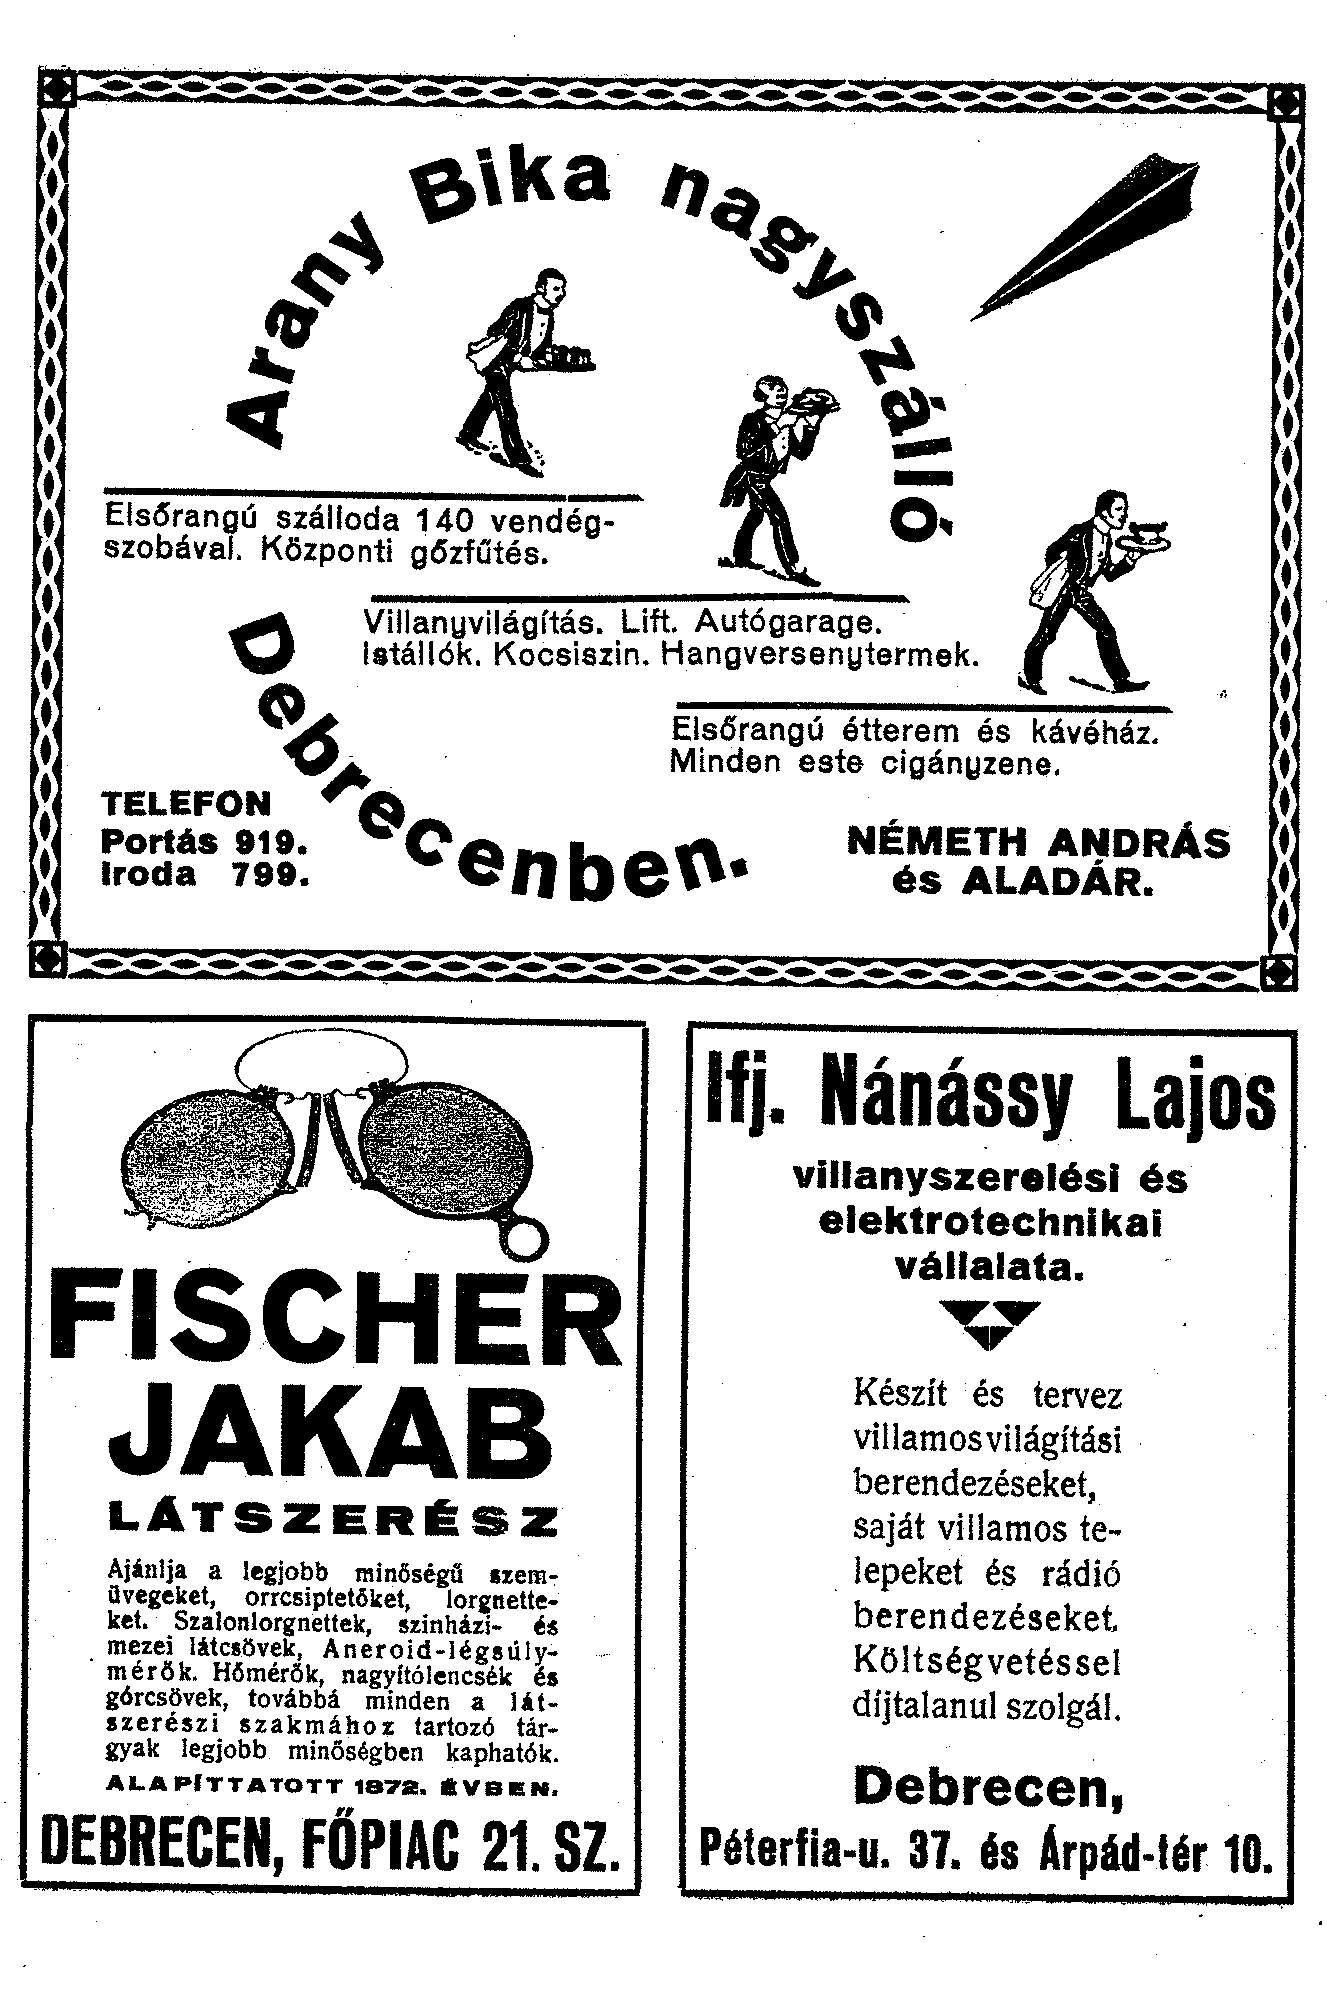 Arany Bika nagyszálló
Elsőrangú szálloda 140 vendég-
szobával. Központi gőzfűtés.
Villanyvilágítás. Lift. Autógarage.
Istállók. Kocsiszin. Hangversenytermek.
Elsőrangú étterem és kávéház.
Minden este cigányzene.
Debrecenben.
TELEFON
Portás 919.
Iroda 799.
NÉMETH ANDRÁS
és ALADÁR.
FISCHER
JAKAB
LÁTSZERÉSZ
Ajánlja a legjobb minőségű szem-
üvegeket, orrcsiptetőket, lorgnette-
ket. Szalonlorgnettek, szinházi- és
mezei látcsövek, Aneroid-légsúly-
mérők. Hőmérők, nagyítólencsék és
górcsövek, továbbá minden a lát-
szerészi szakmához tartozó tár-
gyak legjobb minőségben kaphatók.
ALAPÍTTATOTT 1872. ÉVBEN.
DEBRECEN, FŐPIAC 21. SZ.
Ifj. Nánássy Lajos
villanyszerelési és
elektrotechnikai
vállalata.
Készít és tervez
villamosvilágítási
berendezéseket,
saját villamos te-
lepeket és rádió
berendezéseket.
Költségvetéssel
díjtalanul szolgál.
Debrecen,
Péterfia-u. 37. és Árpád-tér 10.